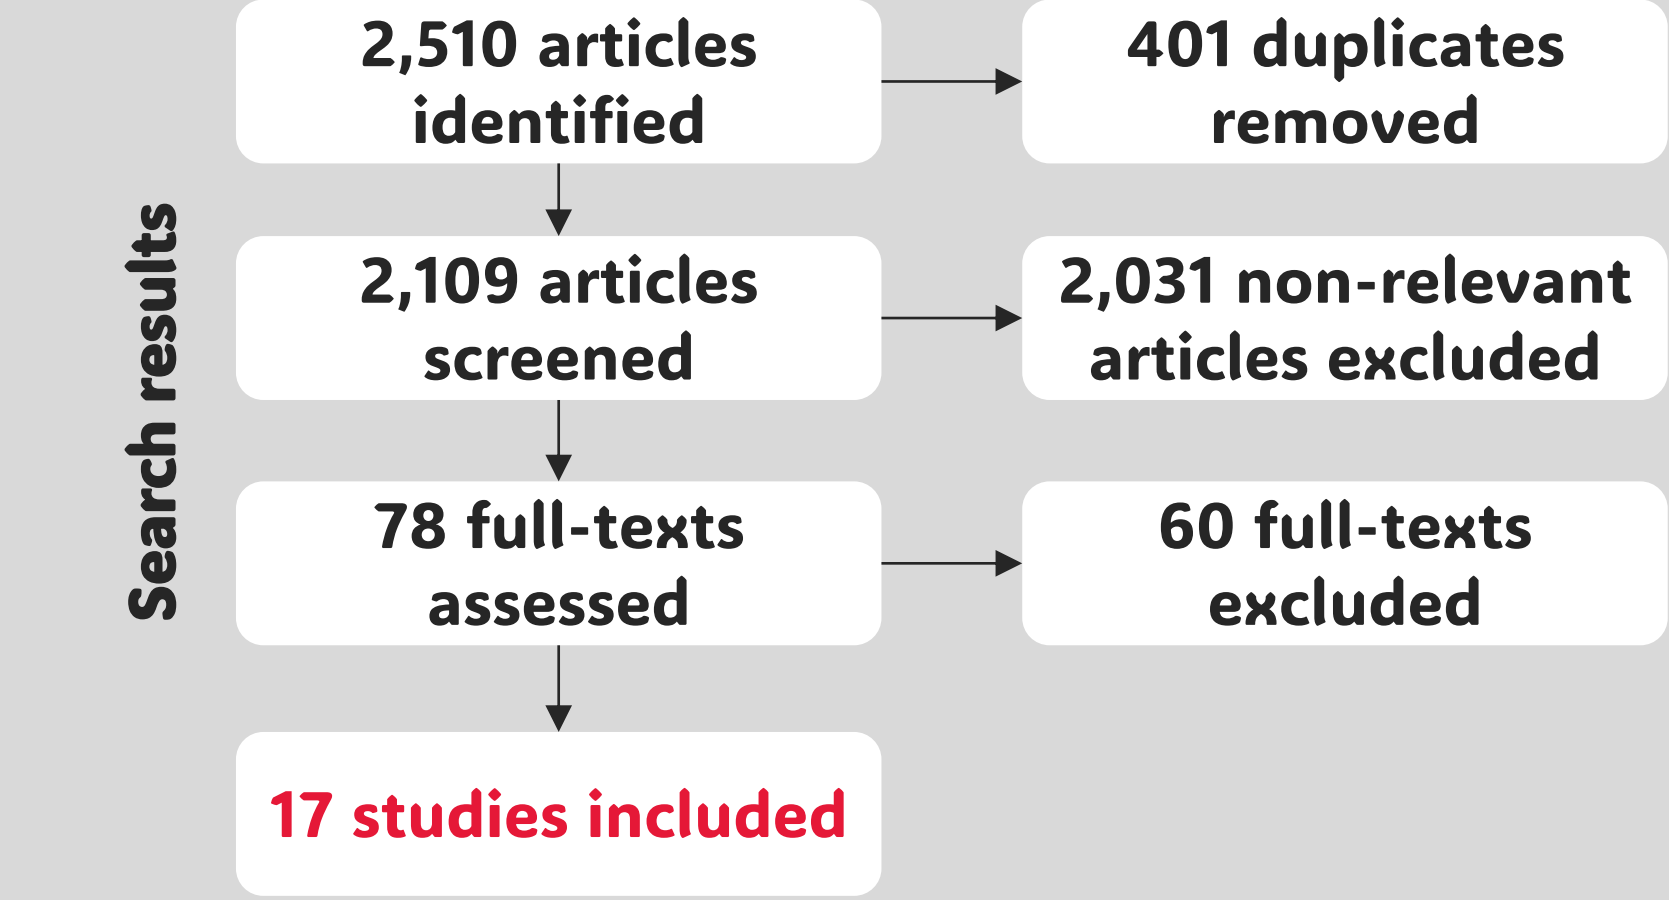 Search results
2,510 articles
identified
401 duplicates
removed
2,109 articles
screened
2,031 non-relevant
articles excluded
78 full-texts
assessed
60 full-texts
excluded
17 studies included